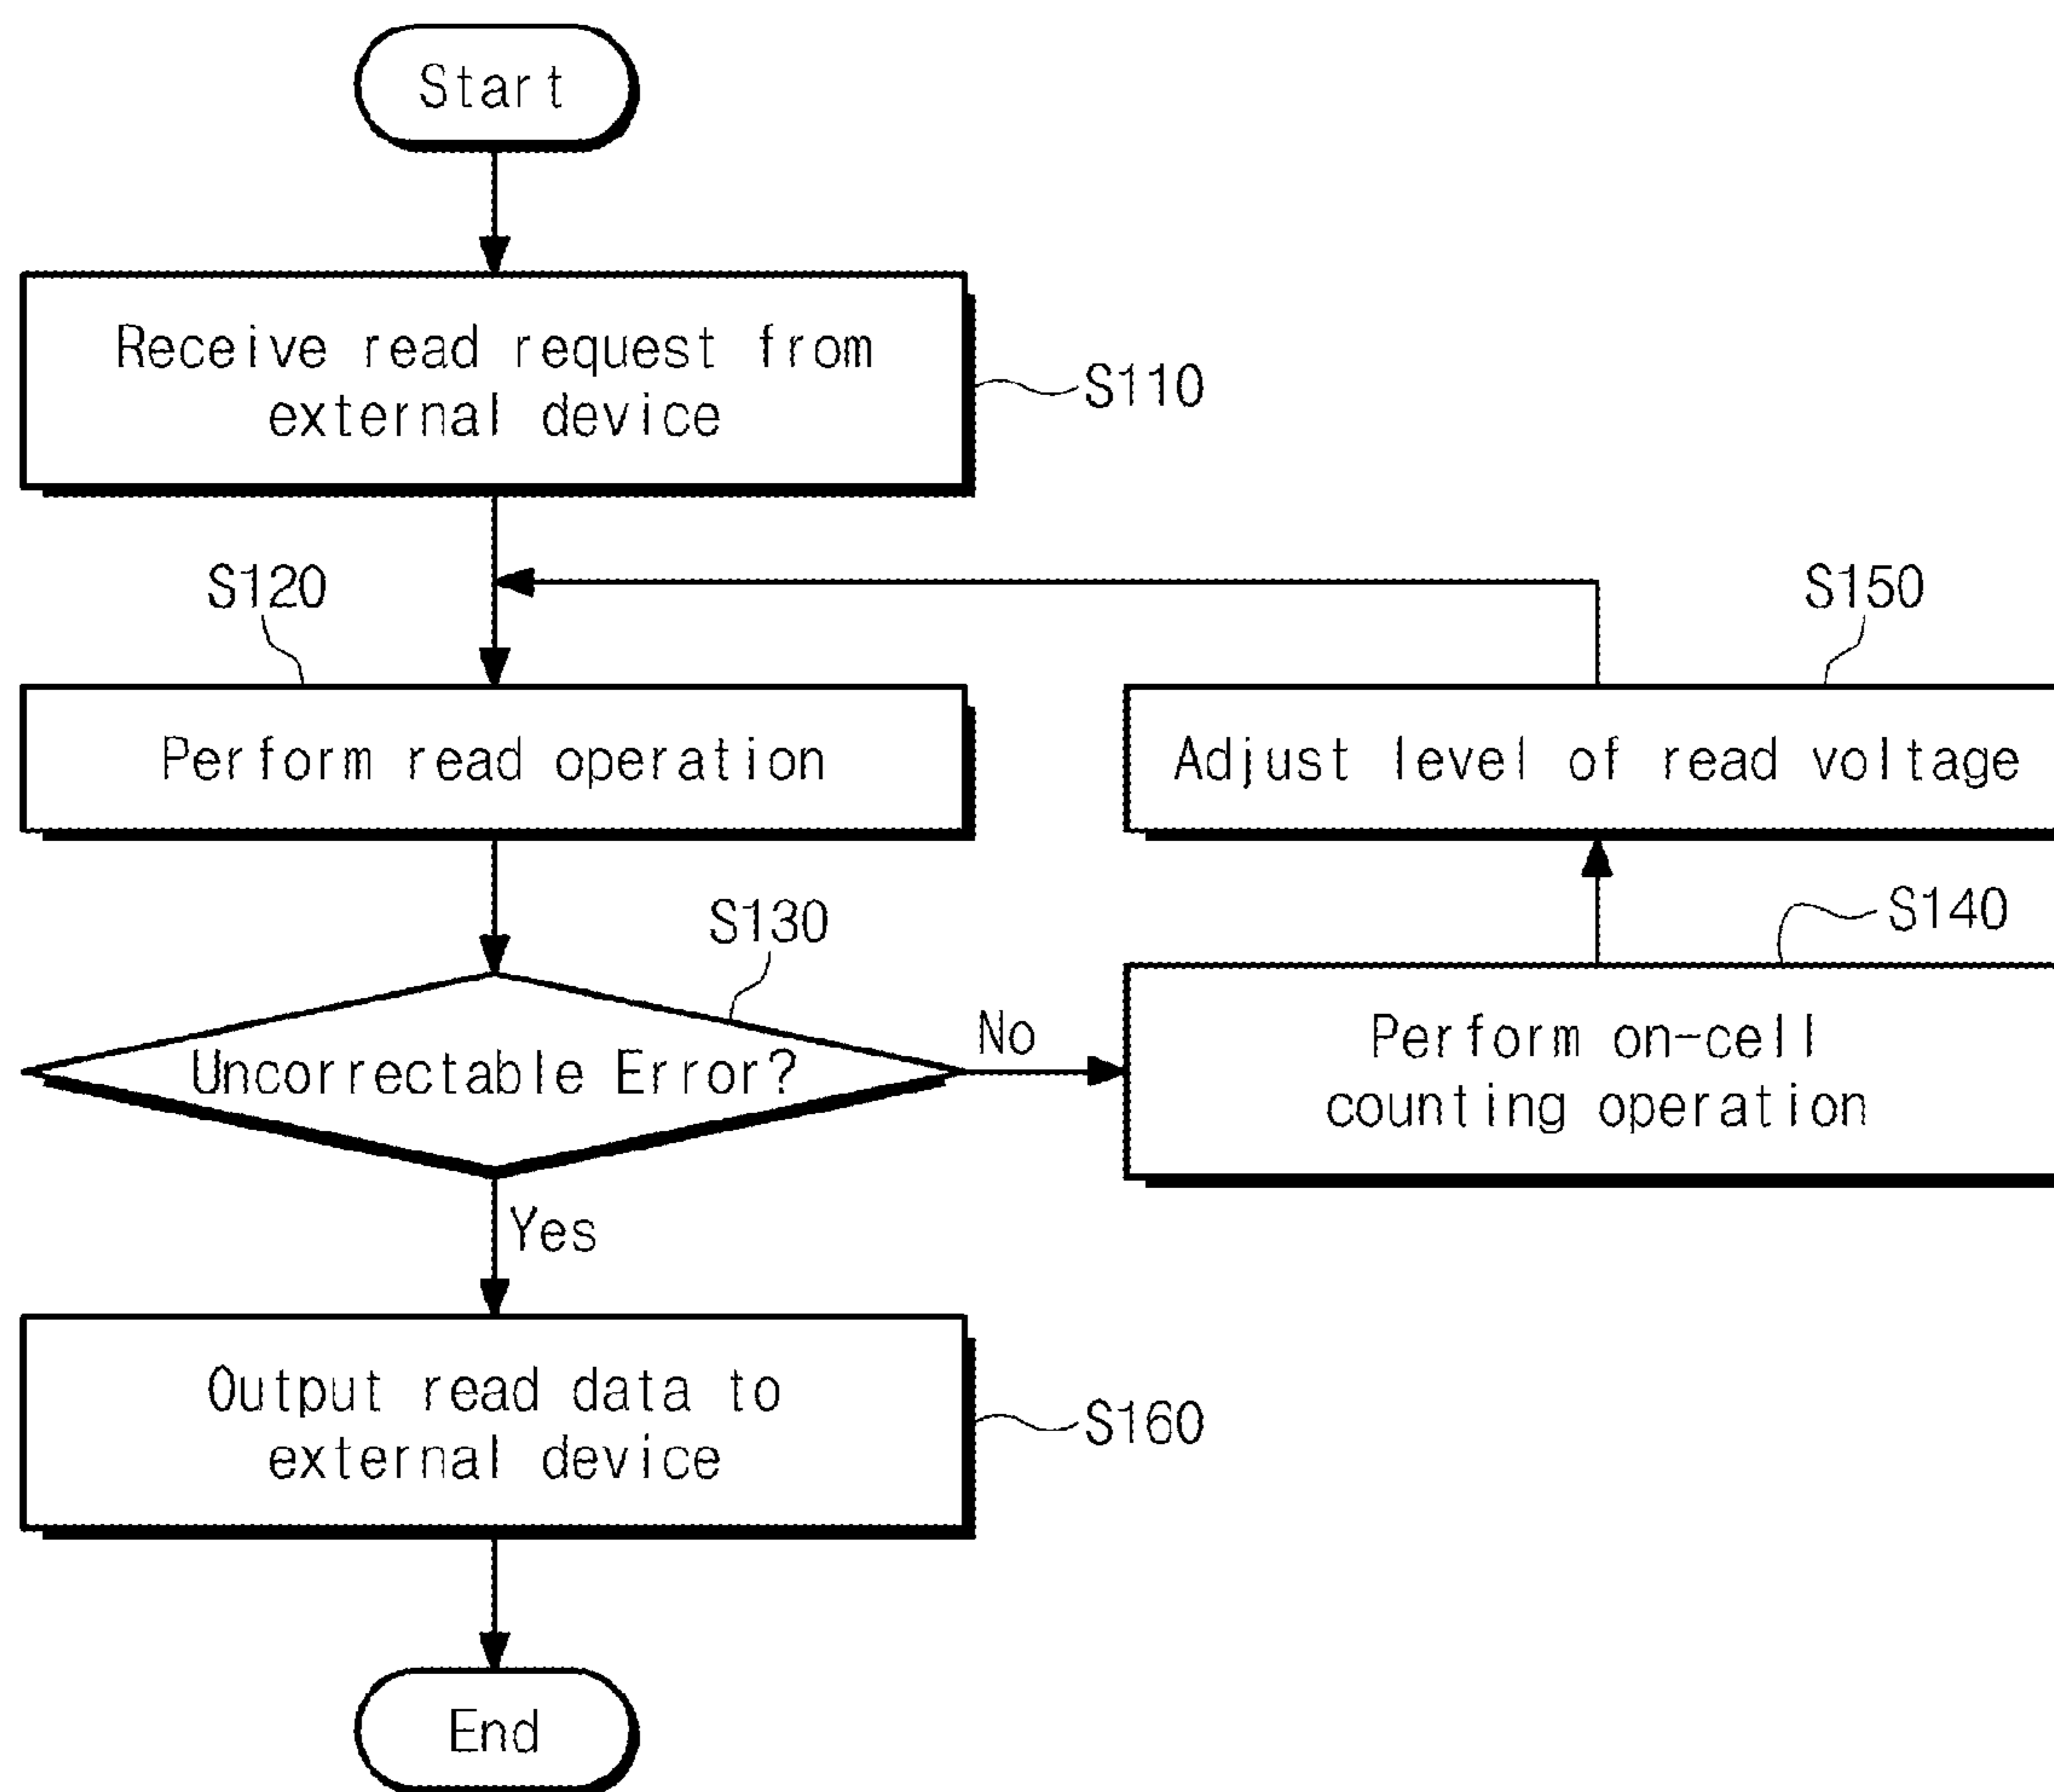 Start
Receive read request from
external device
S110
S120
S150
Perform read operation
Adjust level of read voltage
S130
S140
Uncorrectable Error?
No
Perform on-cell
counting operation
Yes
Output read data to
external device
S160
End